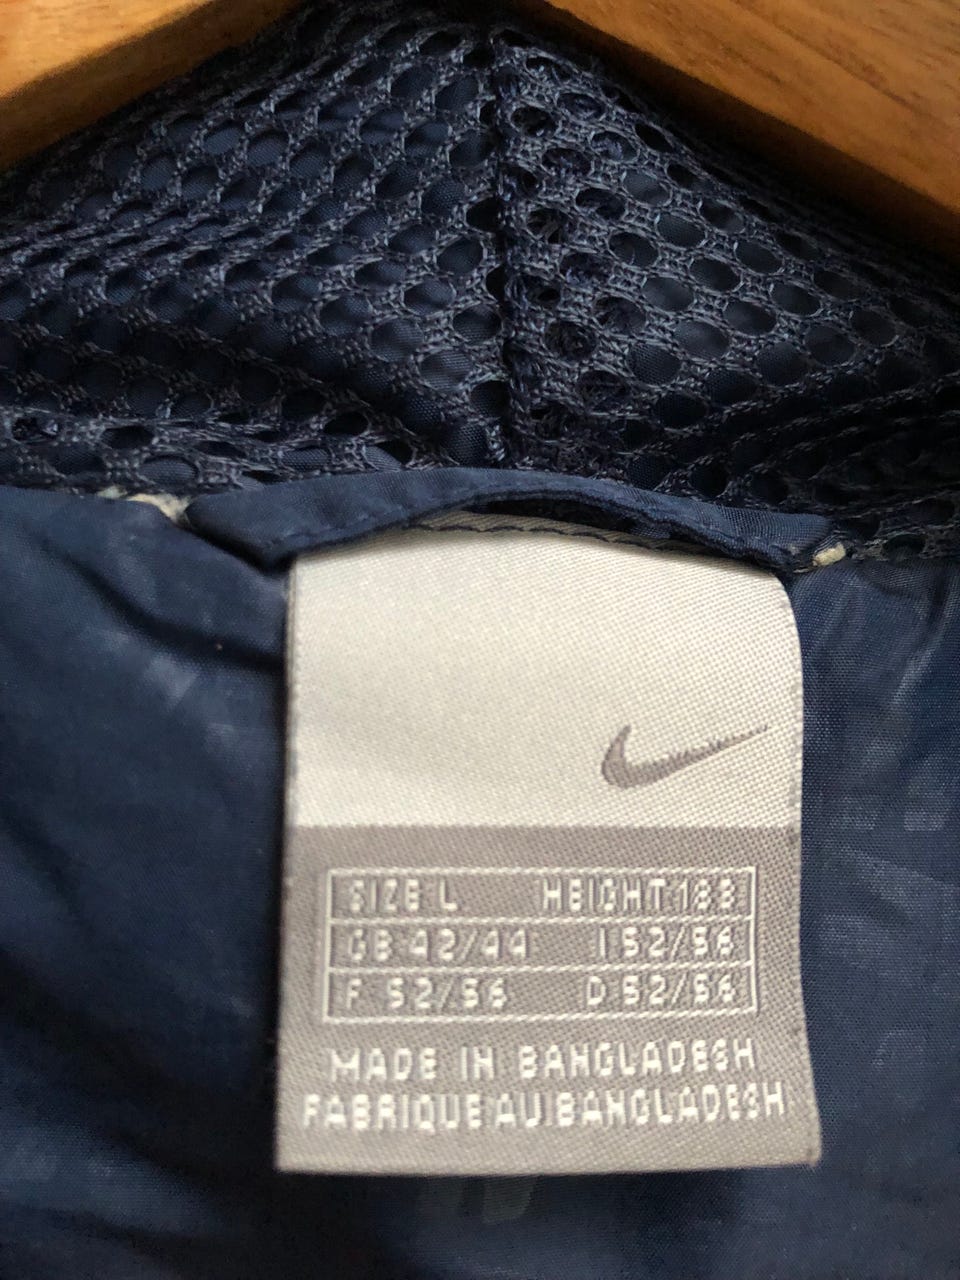 SIZE L HEIGHT 183
GB 42/44 I 52/56
F 52/56 D 52/56
MADE IN BANGLADESH
FABRIQUE AU BANGLADESH